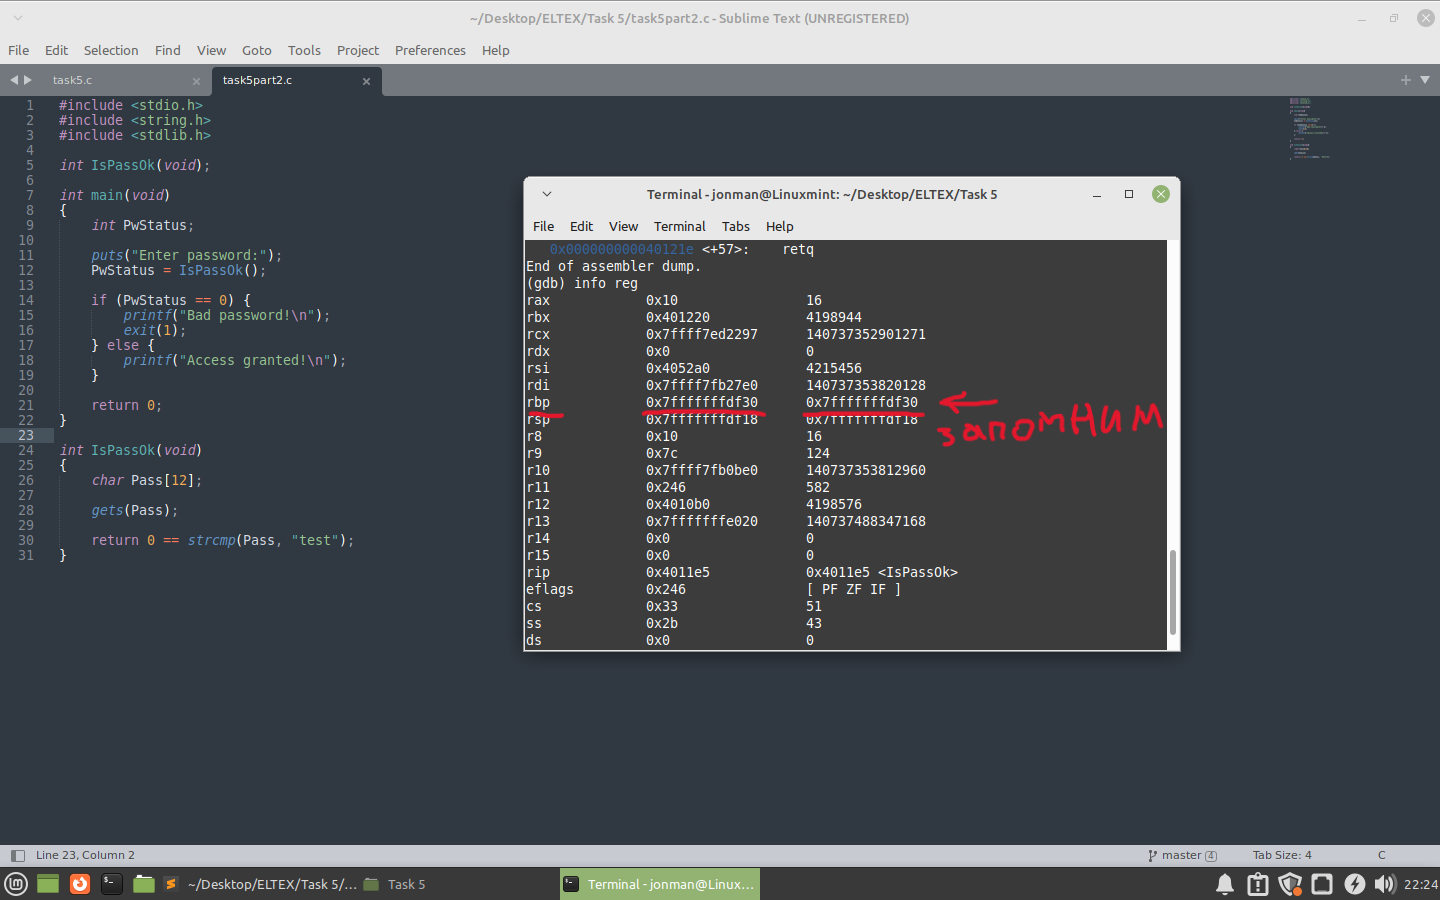 ~/Desktop/ELTEX/Task 5/task5part2.c - Sublime Text (UNREGISTERED)
File Edit Selection Find View Goto Tools Project Preferences Help
task5.c × task5part2.c ×
1 #include <stdio.h>
2 #include <string.h>
3 #include <stdlib.h>
4
5 int IsPassOk(void);
6
7 int main(void)
8 {
9 int PwStatus;
10
11 puts("Enter password:");
12 PwStatus = IsPassOk();
13
14 if (PwStatus == 0) {
15 printf("Bad password!\n");
16 exit(1);
17 } else {
18 printf("Access granted!\n");
19 }
20
21 return 0;
22 }
23
24 int IsPassOk(void)
25 {
26 char Pass[12];
27
28 gets(Pass);
29
30 return 0 == strcmp(Pass, "test");
31 }
Terminal - jonman@Linuxmint: ~/Desktop/ELTEX/Task 5
File Edit View Terminal Tabs Help
0x000000000040121e <+57>: retq
End of assembler dump.
(gdb) info reg
rax 0x10 16
rbx 0x401220 4198944
rcx 0x7ffff7ed2297 140737352901271
rdx 0x0 0
rsi 0x4052a0 4215456
rdi 0x7ffff7fb27e0 140737353820128
rbp 0x7fffffffdf30 0x7fffffffdf30
запомним
rsp 0x7fffffffdf18 0x7fffffffdf18
r8 0x10 16
r9 0x7c 124
r10 0x7ffff7fb0be0 140737353812960
r11 0x246 582
r12 0x4010b0 4198576
r13 0x7fffffffe020 140737488347168
r14 0x0 0
r15 0x0 0
rip 0x4011e5 0x4011e5 <IsPassOk>
eflags 0x246 [ PF ZF IF ]
cs 0x33 51
ss 0x2b 43
ds 0x0 0
Line 23, Column 2 master 4 Tab Size: 4 C
~/Desktop/ELTEX/Task 5/... Task 5 Terminal - jonman@Linux... 22:24